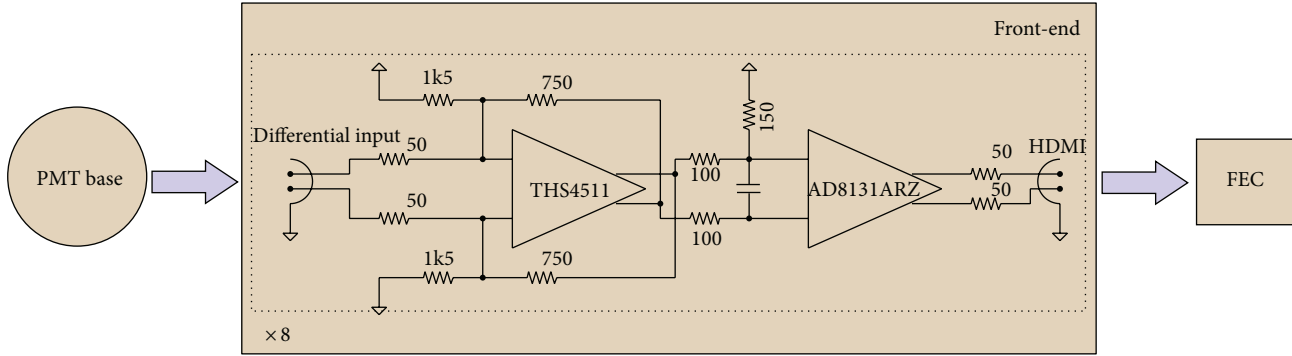 Front-end
1k5
750
150
Differential input
50
100
HDMI
50
PMT base
THS4511
AD8131ARZ
FEC
50
50
100
1k5
750
×8